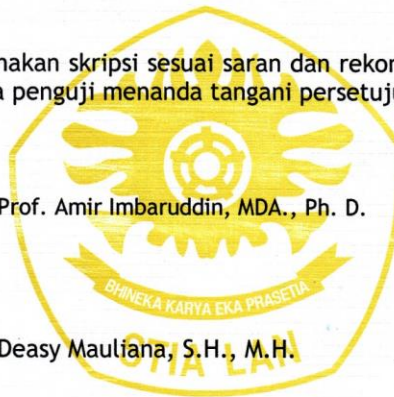 nakan skripsi sesuai saran dan rekor
a penguji menanda tangani persetuju
Prof. Amir Imbaruddin, MDA., Ph. D.
BHINEKA KARYA EKA PRASETIA
Deasy Mauliana, S.H., M.H.
STIA LAN